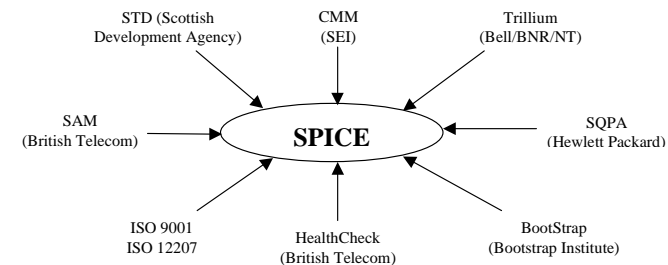 STD (Scottish
Development Agency)
CMM
(SEI)
Trillium
(Bell/BNR/NT)
SAM
(British Telecom)
SPICE
SQPA
(Hewlett Packard)
ISO 9001
ISO 12207
HealthCheck
(British Telecom)
BootStrap
(Bootstrap Institute)